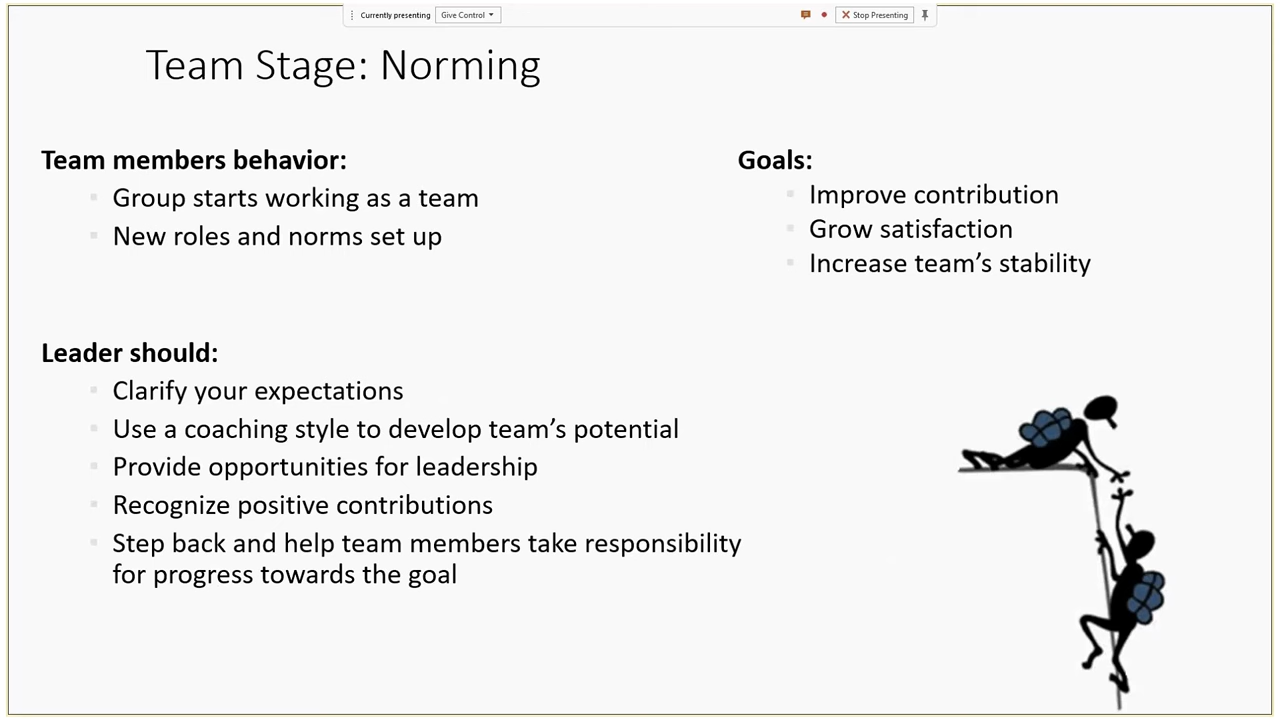 Currently presenting
Give Control
Stop Presenting
Team Stage: Norming
Team members behavior:
Group starts working as a team
New roles and norms set up
Goals:
Improve contribution
Grow satisfaction
Increase team’s stability
Leader should:
Clarify your expectations
Use a coaching style to develop team’s potential
Provide opportunities for leadership
Recognize positive contributions
Step back and help team members take responsibility
for progress towards the goal